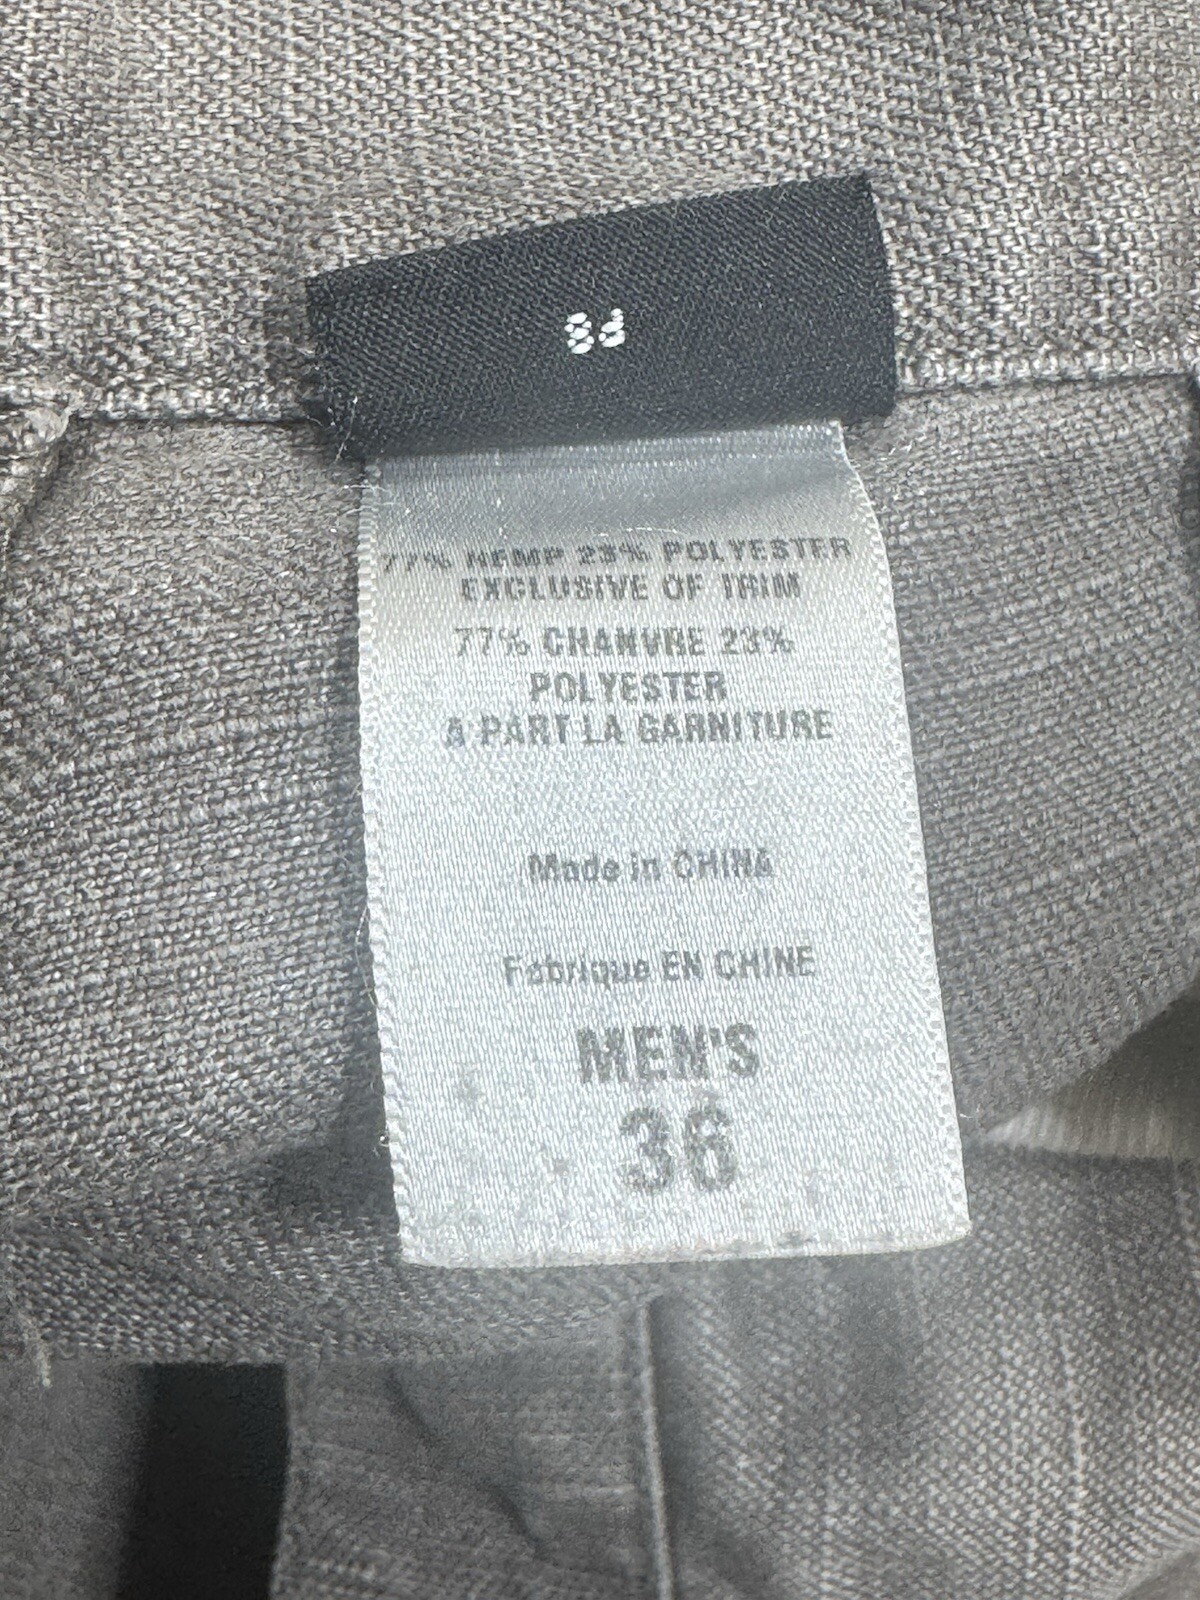 77% HEMP 23% POLYESTER
EXCLUSIVE OF TRIM
77% CHANVRE 23%
POLYESTER
A PART LA GARNITURE
Made in CHINA
Fabrique EN CHINE
MEN'S
36